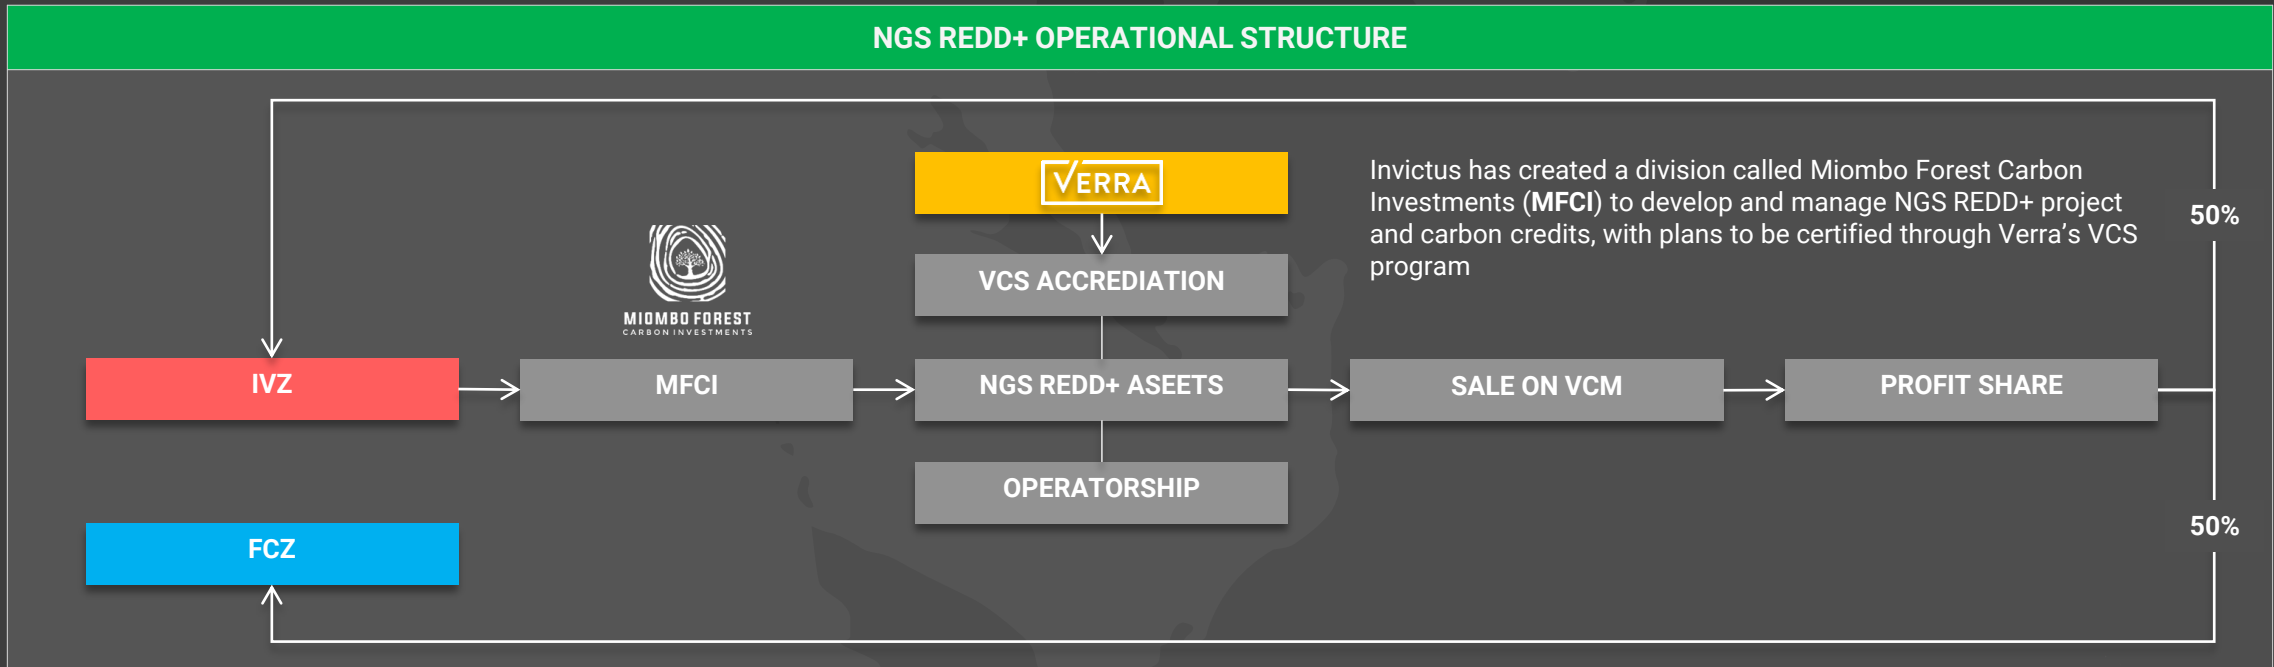 NGS REDD+ OPERATIONAL STRUCTURE
VERRA
Invictus has created a division called Miombo Forest Carbon
Investments (MFCI) to develop and manage NGS REDD+ project
and carbon credits, with plans to be certified through Verra’s VCS
program
50%
VCS ACCREDIATION
MIOMBO FOREST
CARBON INVESTMENTS
IVZ
MFCI
NGS REDD+ ASEETS
SALE ON VCM
PROFIT SHARE
OPERATORSHIP
50%
FCZ